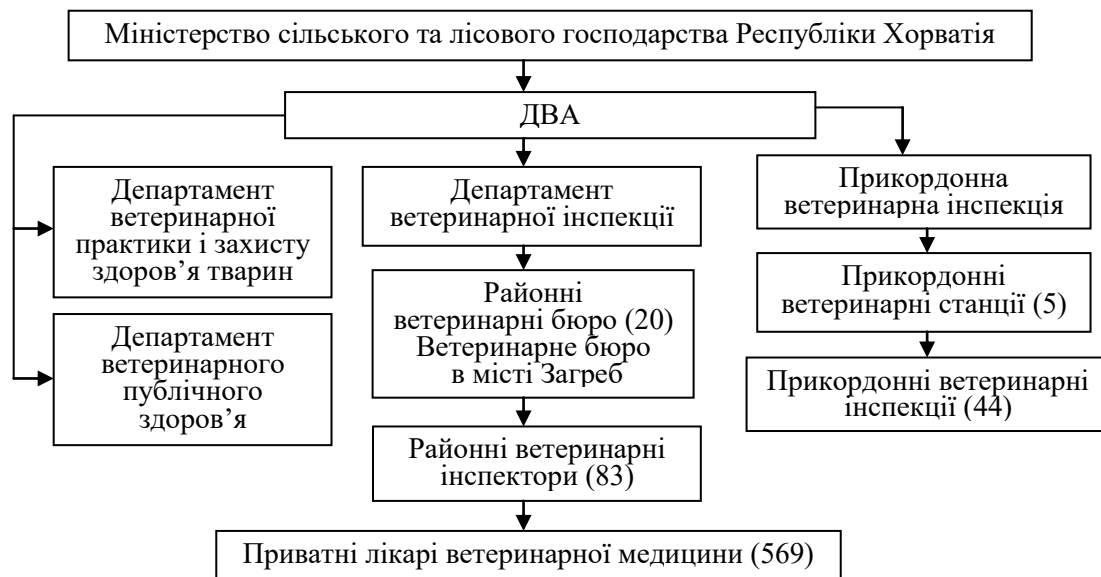 Міністерство сільського та лісового господарства Республіки Хорватія
ДВА
Департамент
ветеринарної
практики і захисту
здоров’я тварин
Департамент
ветеринарного
публічного
здоров’я
Департамент
ветеринарної інспекції
Районні
ветеринарні бюро (20)
Ветеринарне бюро
в місті Загреб
Районні ветеринарні
інспектори (83)
Приватні лікарі ветеринарної медицини (569)
Прикордонна
ветеринарна інспекція
Прикордонні
ветеринарні станції (5)
Прикордонні ветеринарні
інспекції (44)